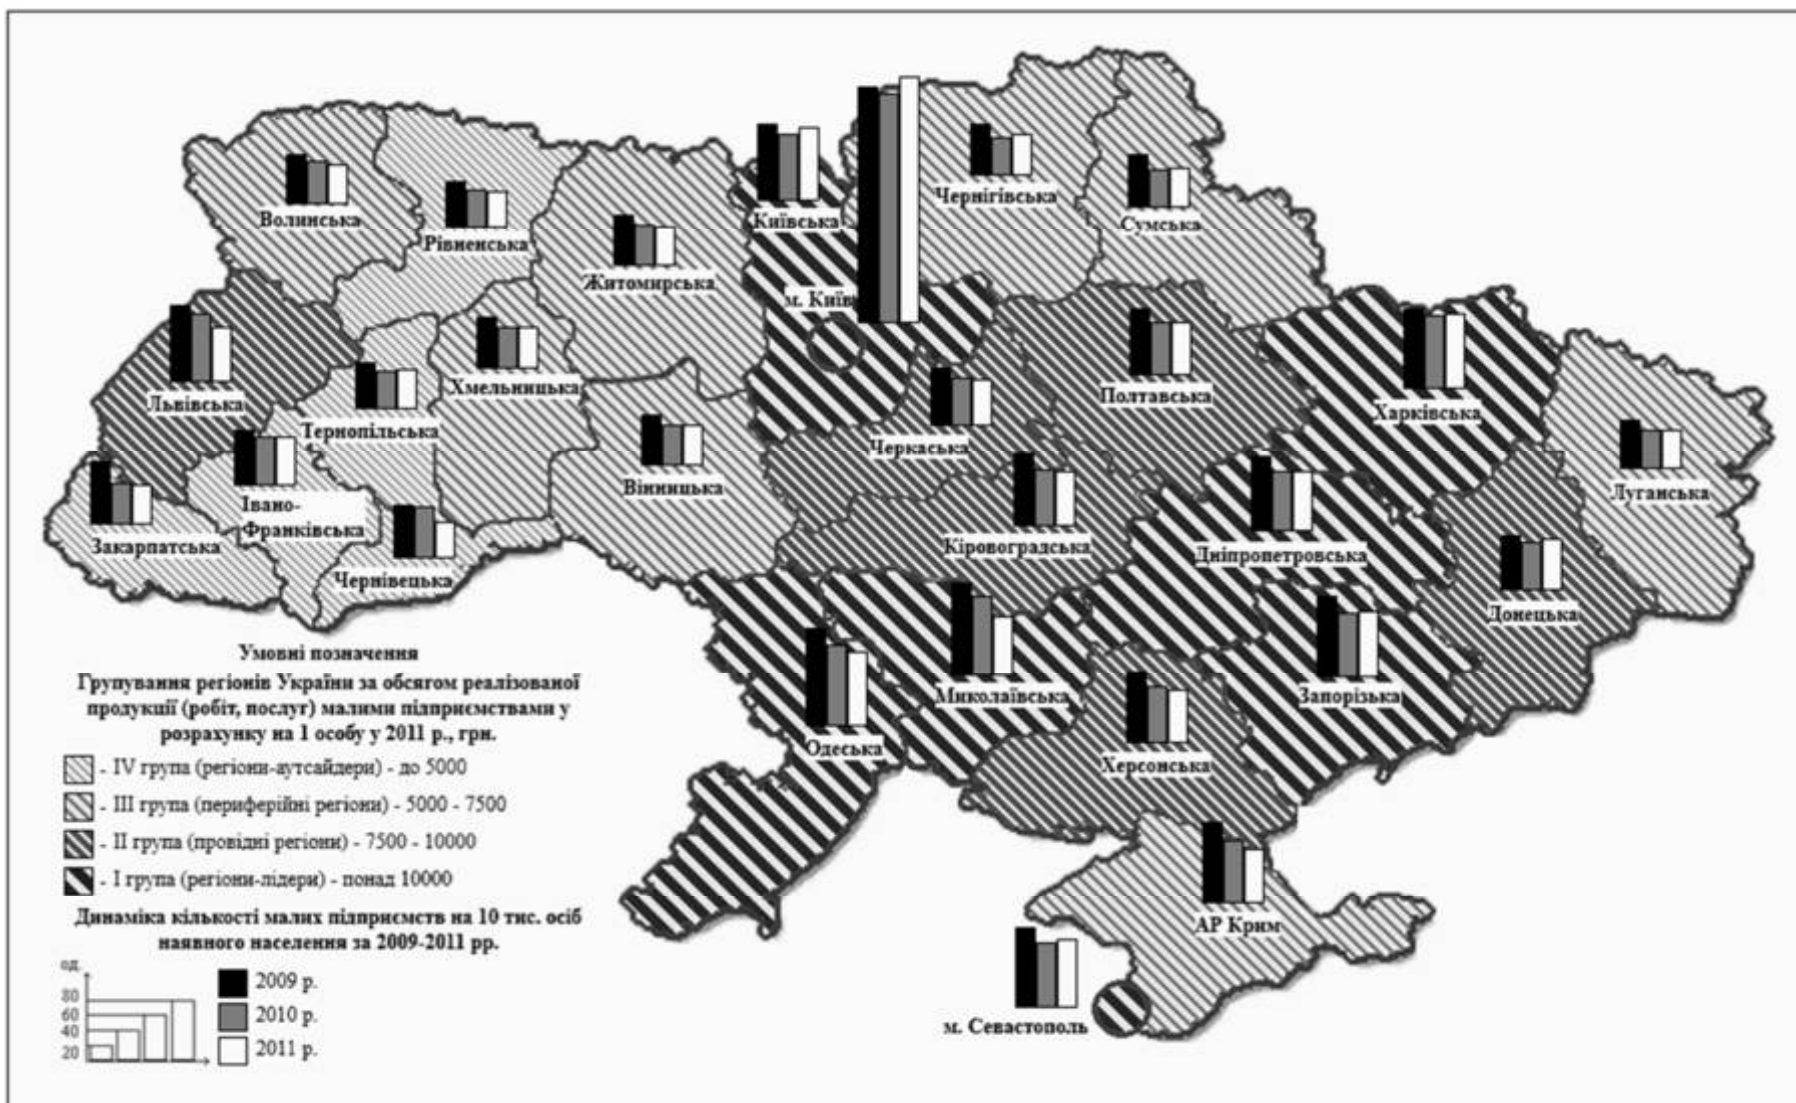 Волинська
Рівненська
Житомирська
Київська
м. Київ
Чернігівська
Сумська
Львівська
Тернопільська
Хмельницька
Вінницька
Черкаська
Полтавська
Харківська
Луганська
Закарпатська
Івано-
Франківська
Чернівецька
Кіровоградська
Дніпропетровська
Донецька
Одеська
Миколаївська
Запорізька
Херсонська
АР Крим
м. Севастополь
Умовні позначення
Групування регіонів України за обсягом реалізованої
продукції (робіт, послуг) малими підприємствами у
розрахунку на 1 особу у 2011 р., грн.
- IV група (регіони-аутсайдери) - до 5000
- III група (периферійні регіони) - 5000 - 7500
- II група (провідні регіони) - 7500 - 10000
- I група (регіони-лідери) - понад 10000
Динаміка кількості малих підприємств на 10 тис. осіб
наявного населення за 2009-2011 рр.
од.
80
60
40
20
2009 р.
2010 р.
2011 р.